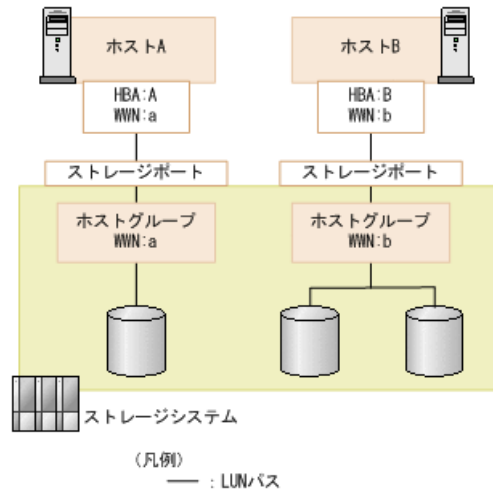 ホストA
ホストB
HBA:A
WWN:a
HBA:B
WWN:b
ストレージポート
ストレージポート
ホストグループ
WWN:a
ホストグループ
WWN:b
ストレージシステム
(凡例)
―― : LUNパス